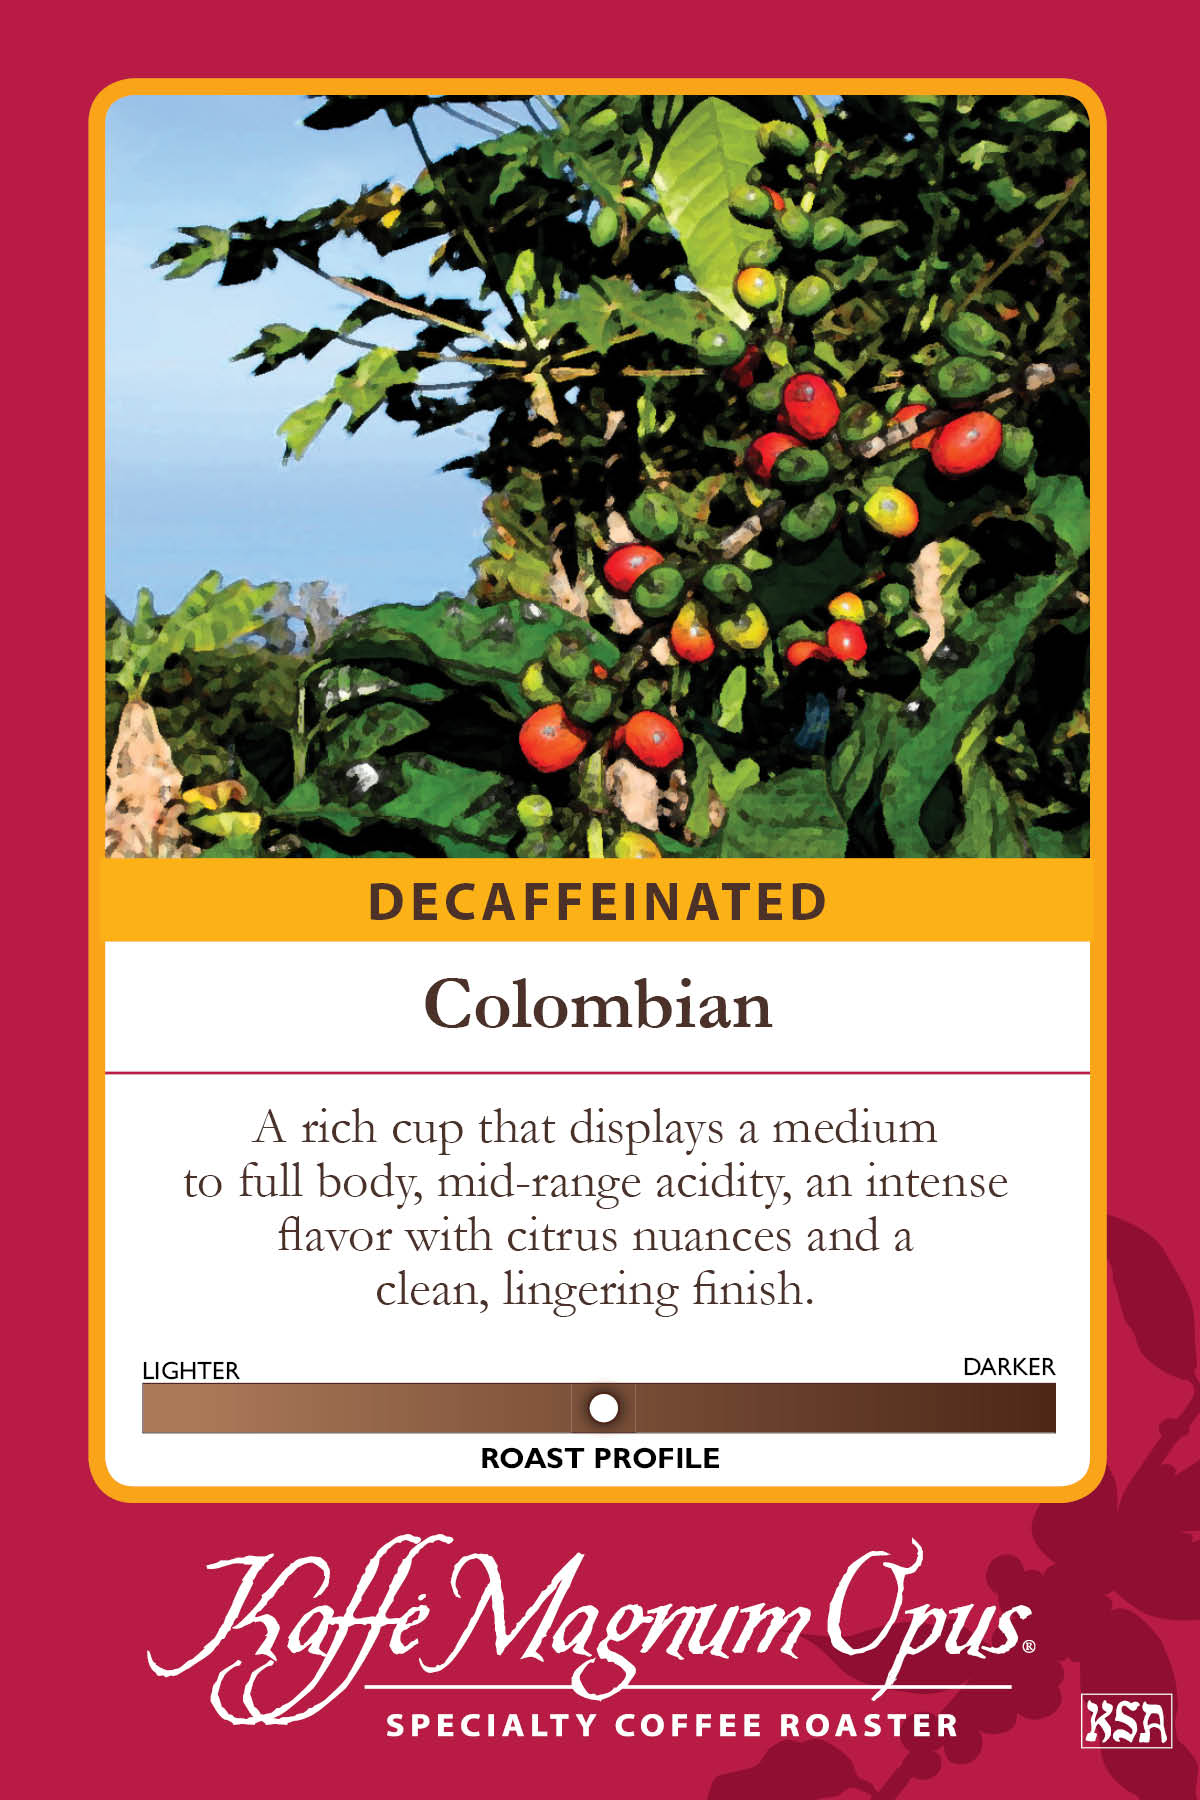 DECAFFEINATED
Colombian
A rich cup that displays a medium
to full body, mid-range acidity, an intense
flavor with citrus nuances and a
clean, lingering finish.
LIGHTER DARKER
ROAST PROFILE
Kaffé Magnum Opus®
SPECIALTY COFFEE ROASTER
KSA